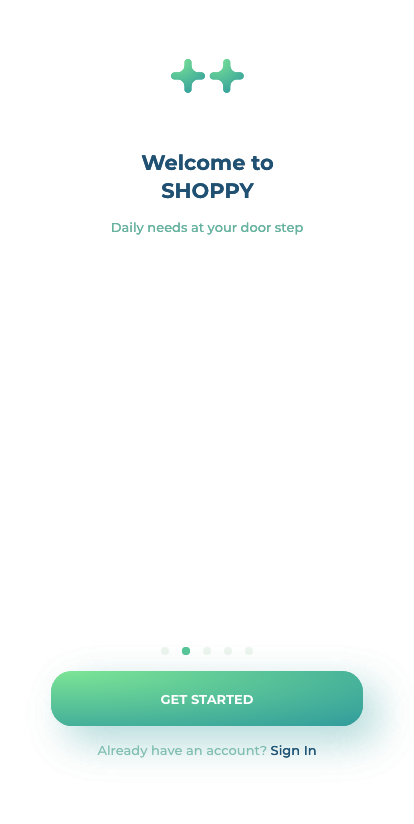 Welcome to
SHOPPY
Daily needs at your door step
GET STARTED
Already have an account? Sign In